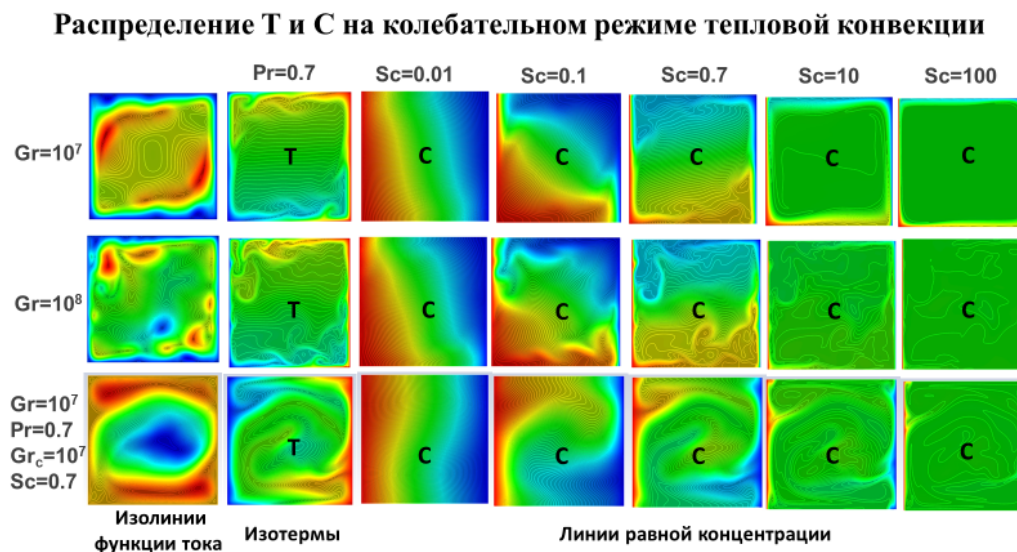 Распределение Т и С на колебательном режиме тепловой конвекции
Pr=0.7 Sc=0.01 Sc=0.1 Sc=0.7 Sc=10 Sc=100
Gr=10⁷
T C C C C C
Gr=10⁸
T C C C C C
Gr=10⁷
Pr=0.7
Gr_c=10⁷
Sc=0.7
T C C C C C
Изолинии
функции тока
Изотермы
Линии равной концентрации